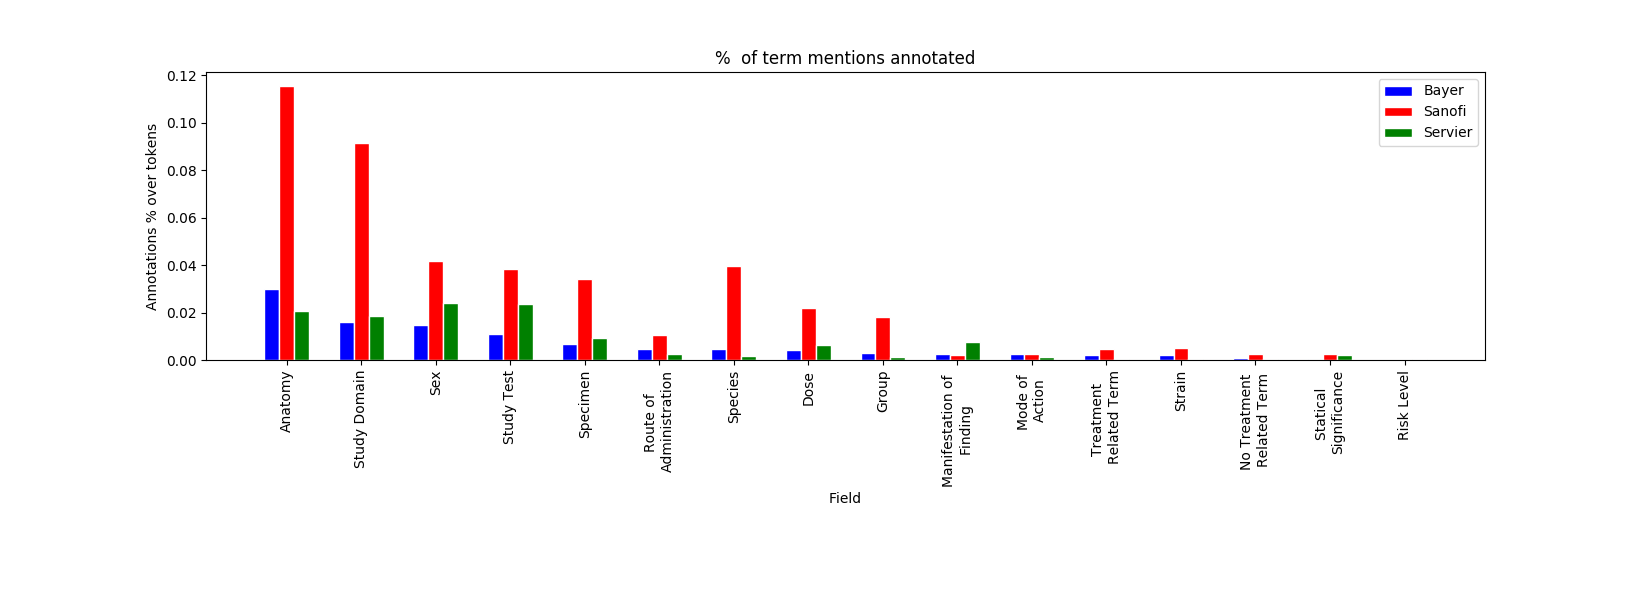 %  of term mentions annotated
Bayer
Sanofi
Servier
Annotations % over tokens
0.12
0.10
0.08
0.06
0.04
0.02
0.00
Anatomy
Study Domain
Sex
Study Test
Specimen
Route of
Administration
Species
Dose
Group
Manifestation of
Finding
Mode of
Action
Treatment
Related Term
Strain
No Treatment
Related Term
Statical
Significance
Risk Level
Field